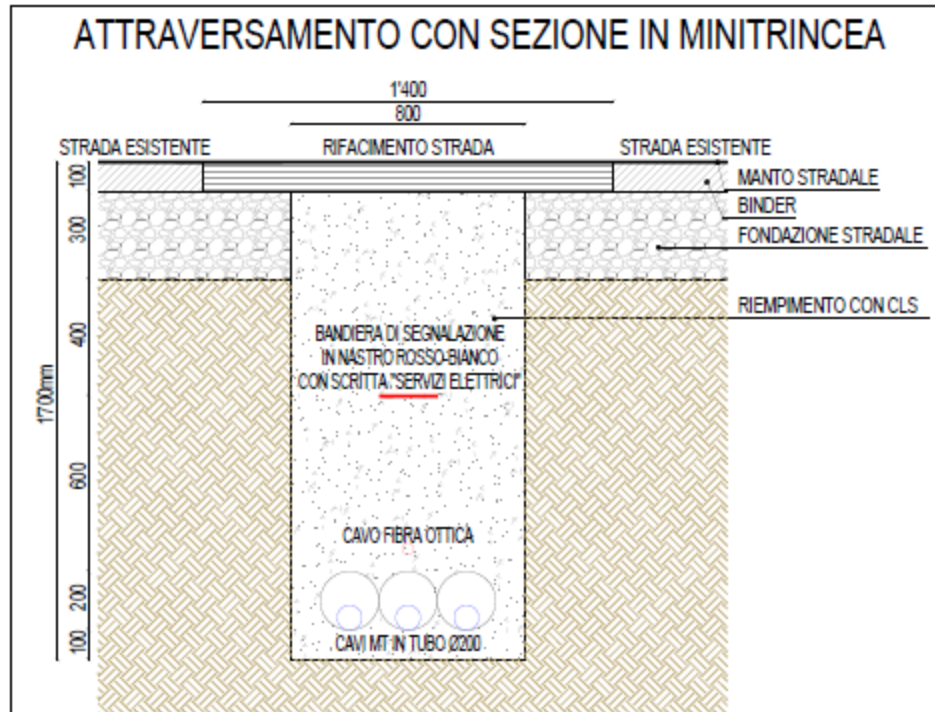 ATTRAVERSAMENTO CON SEZIONE IN MINITRINCEA
1'400
800
STRADA ESISTENTE
RIFACIMENTO STRADA
STRADA ESISTENTE
100
MANTO STRADALE
BINDER
300
FONDAZIONE STRADALE
RIEMPIMENTO CON CLS
400
BANDIERA DI SEGNALAZIONE
IN NASTRO ROSSO-BIANCO
CON SCRITTA "SERVIZI ELETTRICI"
1'700mm
600
CAVO FIBRA OTTICA
200
100
CAVI MT IN TUBO Ø200